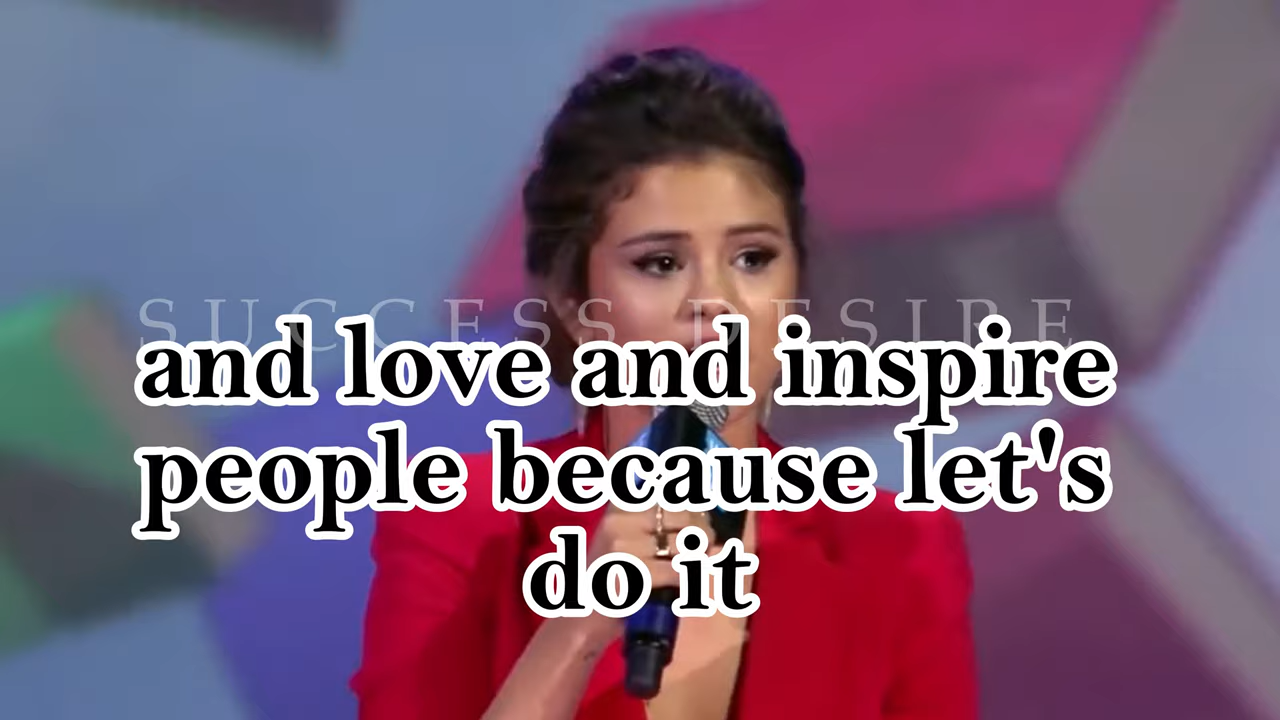 SUCCESS DESIRE
and love and inspire
people because let's
do it